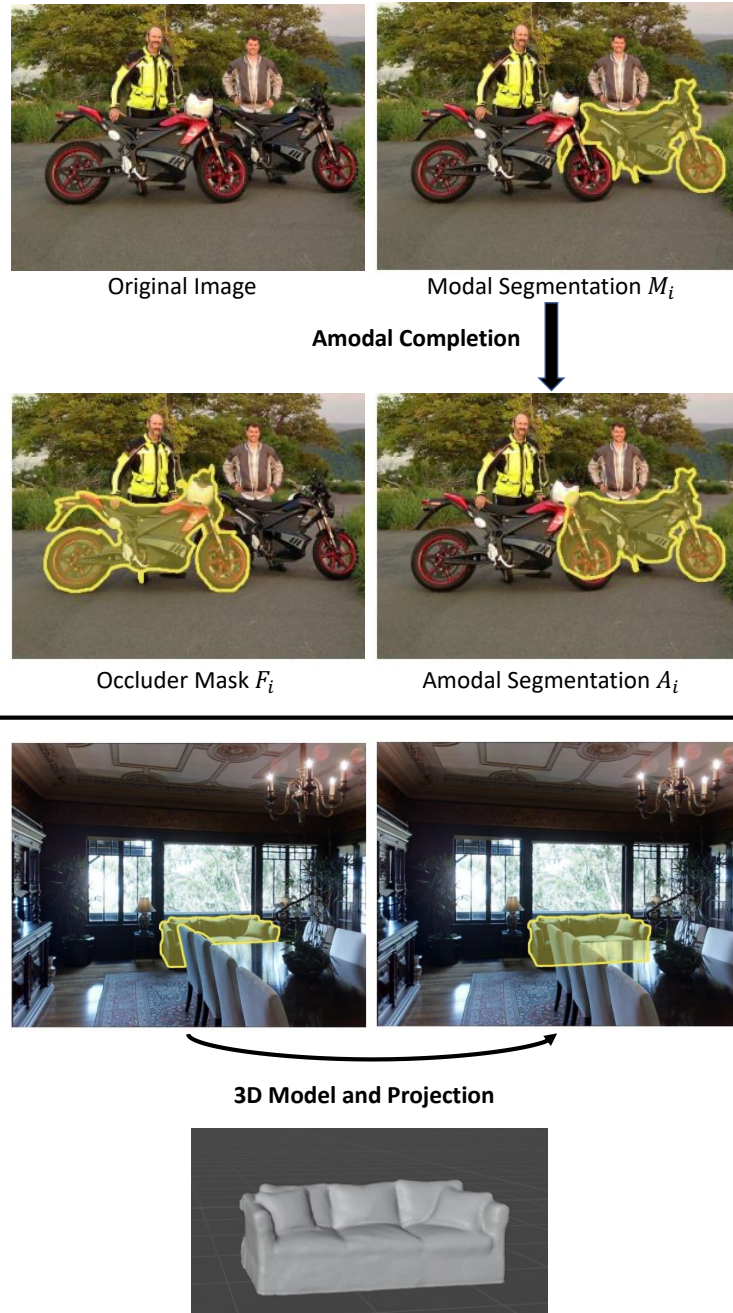 Original Image
Modal Segmentation $M_i$
Amodal Completion
Occluder Mask $F_i$
Amodal Segmentation $A_i$
3D Model and Projection